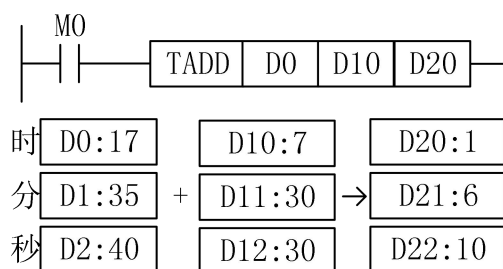 M0
TADD D0 D10 D20
时 D0:17 D10:7 D20:1
分 D1:35 + D11:30 → D21:6
秒 D2:40 D12:30 D22:10